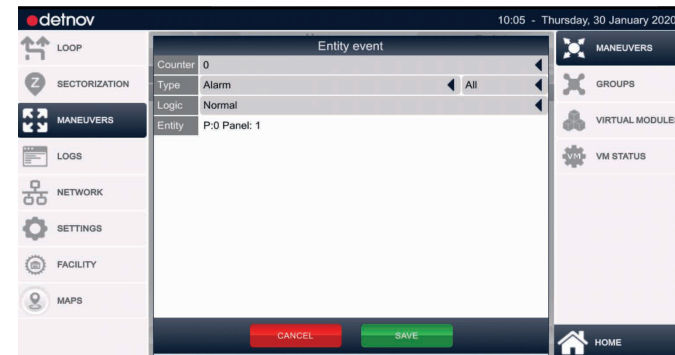 detnov
10:05 - Thursday, 30 January 2020
LOOP
SECTORIZATION
MANEUVERS
LOGS
NETWORK
SETTINGS
FACILITY
MAPS
Entity event
Counter 0
Type Alarm All
Logic Normal
Entity P:0 Panel: 1
CANCEL SAVE
MANEUVERS
GROUPS
VIRTUAL MODULE
VM STATUS
HOME